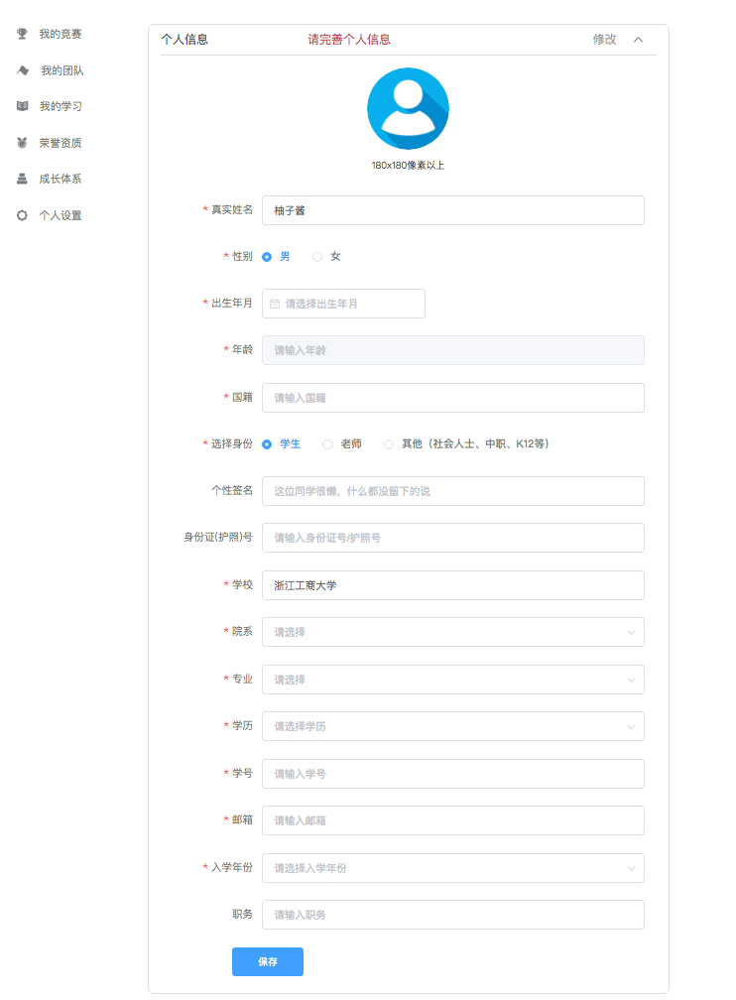 我的竞赛
我的团队
我的学习
荣誉资质
成长体系
个人设置
个人信息 请完善个人信息 修改
180x180像素以上
* 真实姓名 柚子酱
* 性别 男 女
* 出生年月 请选择出生年月
* 年龄 请输入年龄
* 国籍 请输入国籍
* 选择身份 学生 老师 其他（社会人士、中职、K12等）
个性签名 这位同学很懒，什么都没留下的说
身份证(护照)号 请输入身份证号/护照号
* 学校 浙江工商大学
* 院系 请选择
* 专业 请选择
* 学历 请选择学历
* 学号 请输入学号
* 邮箱 请输入邮箱
* 入学年份 请选择入学年份
职务 请输入职务
保存